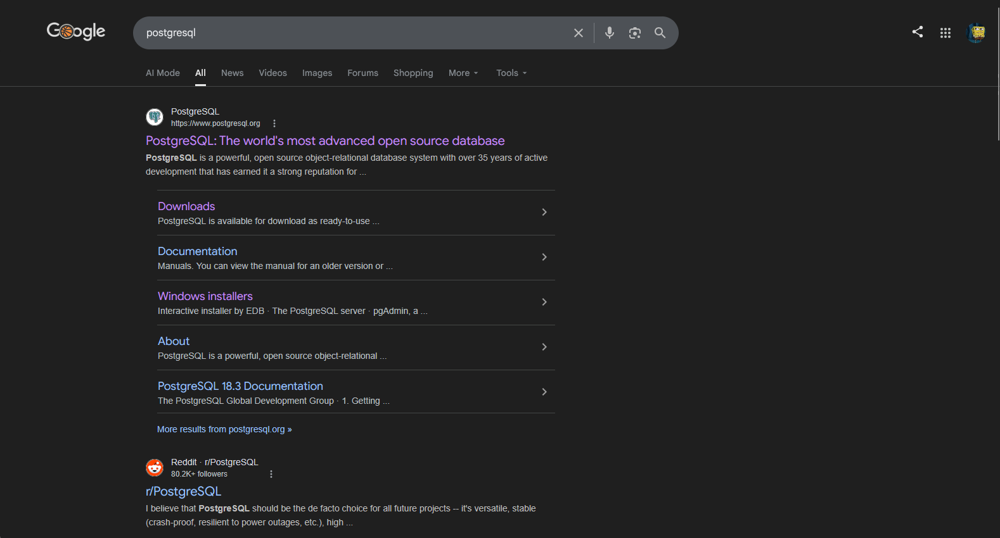 Google
postgresql
AI Mode
All
News
Videos
Images
Forums
Shopping
More
Tools
PostgreSQL
https://www.postgresql.org
PostgreSQL: The world's most advanced open source database
PostgreSQL is a powerful, open source object-relational database system with over 35 years of active
development that has earned it a strong reputation for ...
Downloads
PostgreSQL is available for download as ready-to-use ...
Documentation
Manuals. You can view the manual for an older version or ...
Windows installers
Interactive installer by EDB · The PostgreSQL server · pgAdmin, a ...
About
PostgreSQL is a powerful, open source object-relational ...
PostgreSQL 18.3 Documentation
The PostgreSQL Global Development Group · 1. Getting ...
More results from postgresql.org »
Reddit · r/PostgreSQL
80.2K+ followers
r/PostgreSQL
I believe that PostgreSQL should be the de facto choice for all future projects -- it's versatile, stable
(crash-proof, resilient to power outages, etc.), high ...